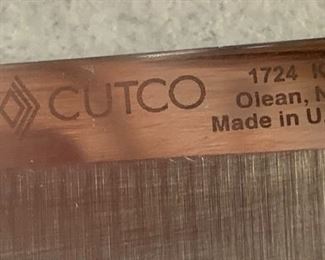 CUTCO
1724
Olean,
Made in U